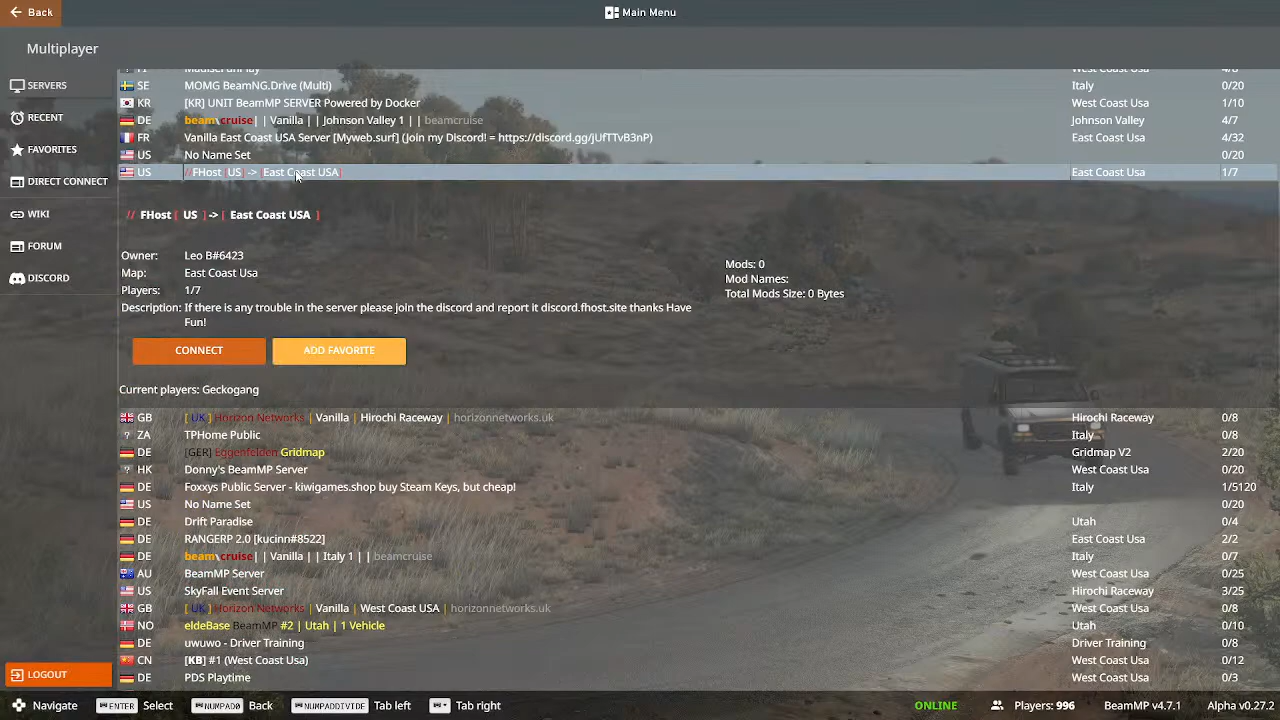 Back
Main Menu
Multiplayer
SERVERS
RECENT
FAVORITES
DIRECT CONNECT
WIKI
FORUM
DISCORD
LOGOUT
SE MOMG BeamNG.Drive (Multi) Italy 0/20
KR [KR] UNIT BeamMP SERVER Powered by Docker West Coast Usa 1/10
DE beam\cruise| | Vanilla | | Johnson Valley 1 | | beamcruise Johnson Valley 4/7
FR Vanilla East Coast USA Server [Myweb.surf] (Join my Discord! = https://discord.gg/jUfTTvB3nP) East Coast Usa 4/32
US No Name Set 0/20
US // FHost [US] -> [East Coast USA] East Coast Usa 1/7
// FHost [ US ] -> [ East Coast USA ]
Owner: Leo B#6423
Map: East Coast Usa
Players: 1/7
Description: If there is any trouble in the server please join the discord and report it discord.fhost.site thanks Have
Fun!
Mods: 0
Mod Names:
Total Mods Size: 0 Bytes
CONNECT
ADD FAVORITE
Current players: Geckogang
GB [ UK ] Horizon Networks | Vanilla | Hirochi Raceway | horizonnetworks.uk Hirochi Raceway 0/8
? ZA TPHome Public Italy 0/8
DE [GER] Eggenfelden Gridmap Gridmap V2 2/20
? HK Donny's BeamMP Server West Coast Usa 0/20
DE Foxxys Public Server - kiwigames.shop buy Steam Keys, but cheap! Italy 1/5120
US No Name Set 0/20
DE Drift Paradise Utah 0/4
DE RANGERP 2.0 [kucinn#8522] East Coast Usa 2/2
DE beam\cruise| | Vanilla | | Italy 1 | | beamcruise Italy 0/7
AU BeamMP Server West Coast Usa 0/25
US SkyFall Event Server Hirochi Raceway 3/25
GB [ UK ] Horizon Networks | Vanilla | West Coast USA | horizonnetworks.uk West Coast Usa 0/8
NO eldeBase BeamMP #2 | Utah | 1 Vehicle Utah 0/10
DE uwuwo - Driver Training Driver Training 0/8
CN [KB] #1 (West Coast Usa) West Coast Usa 0/12
DE PDS Playtime West Coast Usa 0/3
Navigate ENTER Select NUMPAD0 Back NUMPADDIVIDE Tab left Tab right ONLINE Players: 996 BeamMP v4.7.1 Alpha v0.27.2